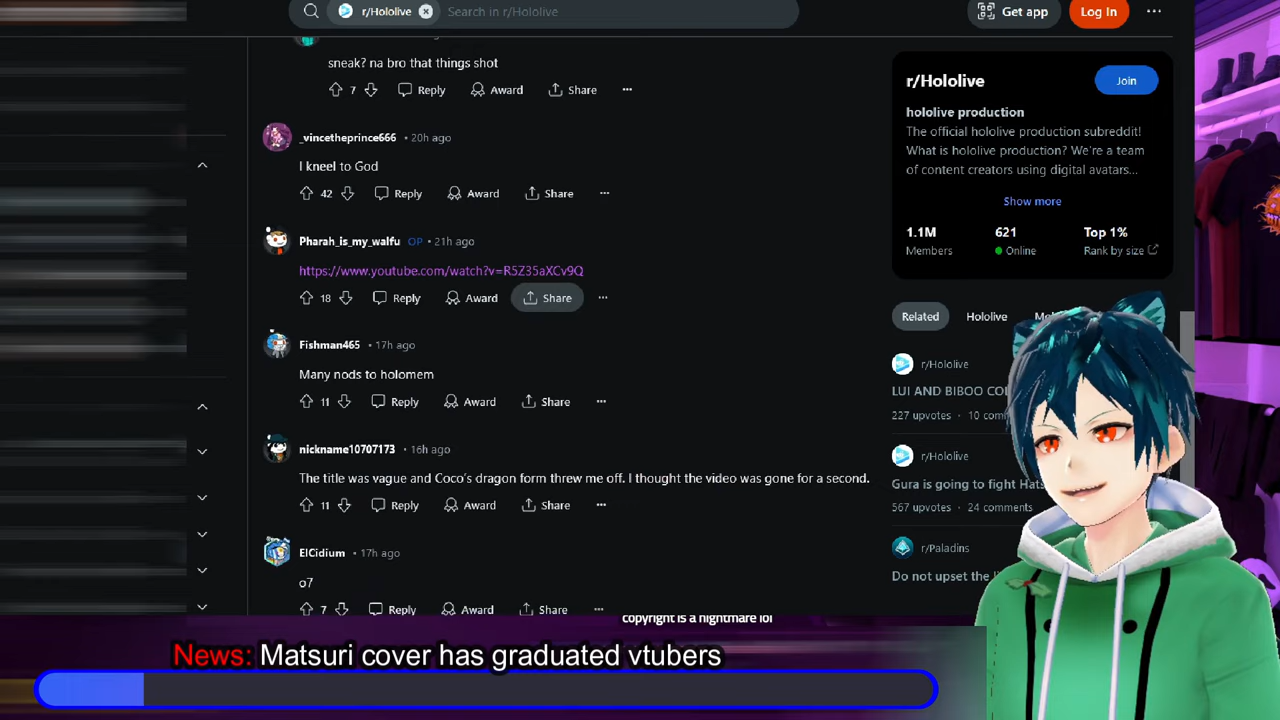 r/Hololive
Search in r/Hololive
Get app
Log In
sneak? na bro that things shot
7
Reply
Award
Share
_vincetheprince666 • 20h ago
I kneel to God
42
Reply
Award
Share
Pharah_is_my_walfu OP • 21h ago
https://www.youtube.com/watch?v=R5Z35aXCv9Q
18
Reply
Award
Share
Fishman465 • 17h ago
Many nods to holomem
11
Reply
Award
Share
nickname10707173 • 16h ago
The title was vague and Coco's dragon form threw me off. I thought the video was gone for a second.
11
Reply
Award
Share
ElCidium • 17h ago
o7
7
Reply
Award
Share
r/Hololive
Join
hololive production
The official hololive production subreddit!
What is hololive production? We're a team
of content creators using digital avatars...
Show more
1.1M
621
Top 1%
Members
Online
Rank by size
Related
Hololive
r/Hololive
LUI AND BIBOO
227 upvotes • 10
r/Hololive
Gura is going to fight
567 upvotes • 24 comments
r/Paladins
Do not upset the
copyright is a nightmare lol
News: Matsuri cover has graduated vtubers